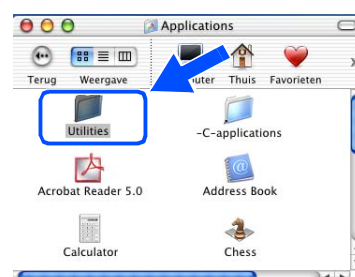 Applications
Terug Weergave uter Thuis Favorieten
Utilities -C-applications
Acrobat Reader 5.0 Address Book
Calculator Chess